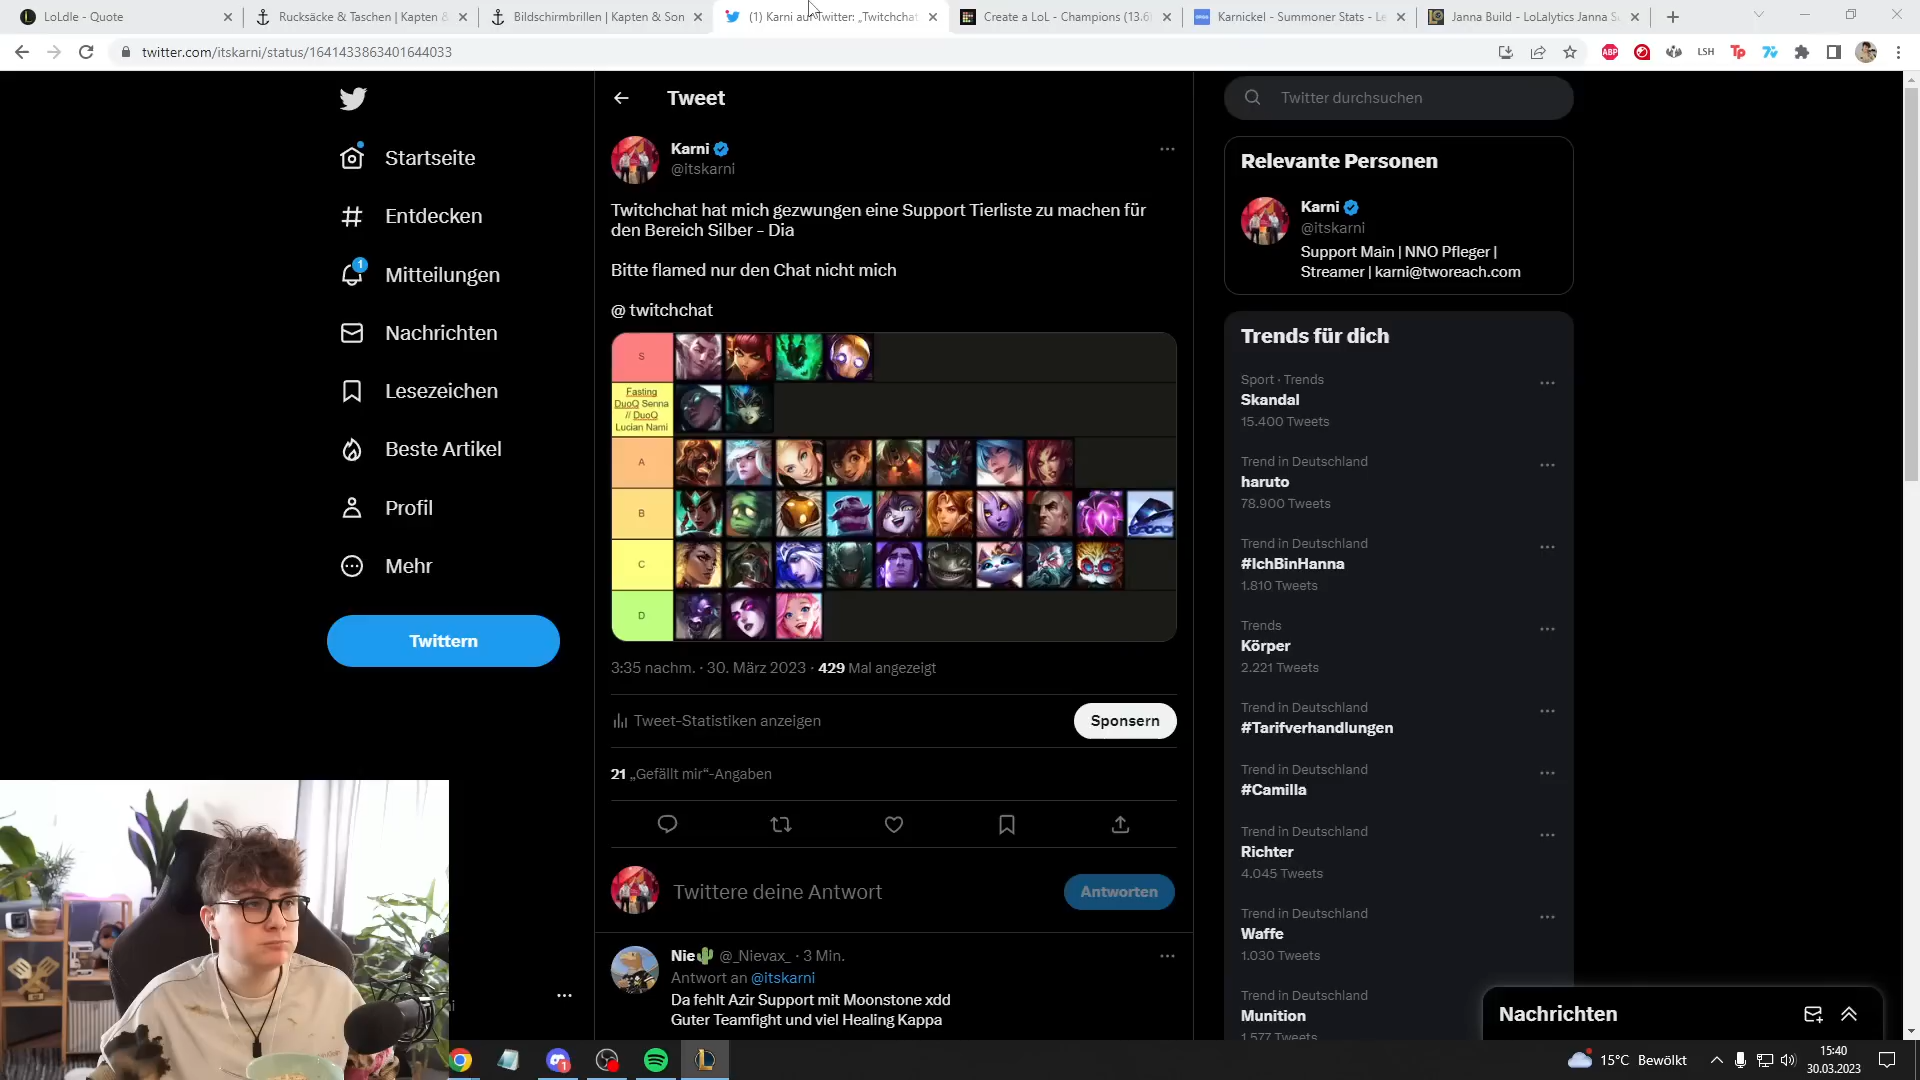 LoLdle - Quote
Rucksäcke & Taschen | Kapten &
Bildschirmbrillen | Kapten & Son
(1) Karni auf Twitter: „Twitchchat
Create a LoL - Champions (13.6)
Karnickel - Summoner Stats - Le
Janna Build - LoLalytics Janna S
twitter.com/itskarni/status/1641433863401644033
ABP
LSH
Tp
7
Startseite
Entdecken
1
Mitteilungen
Nachrichten
Lesezeichen
Beste Artikel
Profil
Mehr
Twittern
Tweet
Karni
@itskarni
Twitchchat hat mich gezwungen eine Support Tierliste zu machen für
den Bereich Silber - Dia
Bitte flamed nur den Chat nicht mich
@ twitchchat
S
Fasting
DuoQ Senna
// DuoQ
Lucian Nami
A
B
C
D
3:35 nachm. · 30. März 2023 · 429 Mal angezeigt
Tweet-Statistiken anzeigen
Sponsern
21 „Gefällt mir“-Angaben
Twittere deine Antwort
Antworten
Nie🌵 @_Nievax_ · 3 Min.
Antwort an @itskarni
Da fehlt Azir Support mit Moonstone xdd
Guter Teamfight und viel Healing Kappa
Twitter durchsuchen
Relevante Personen
Karni
@itskarni
Support Main | NNO Pfleger |
Streamer | karni@tworeach.com
Trends für dich
Sport · Trends
Skandal
15.400 Tweets
Trend in Deutschland
haruto
78.900 Tweets
Trend in Deutschland
#IchBinHanna
1.810 Tweets
Trends
Körper
2.221 Tweets
Trend in Deutschland
#Tarifverhandlungen
Trend in Deutschland
#Camilla
Trend in Deutschland
Richter
4.045 Tweets
Trend in Deutschland
Waffe
1.030 Tweets
Trend in Deutschland
Munition
1.577 Tweets
Nachrichten
1
15°C Bewölkt
15:40
30.03.2023